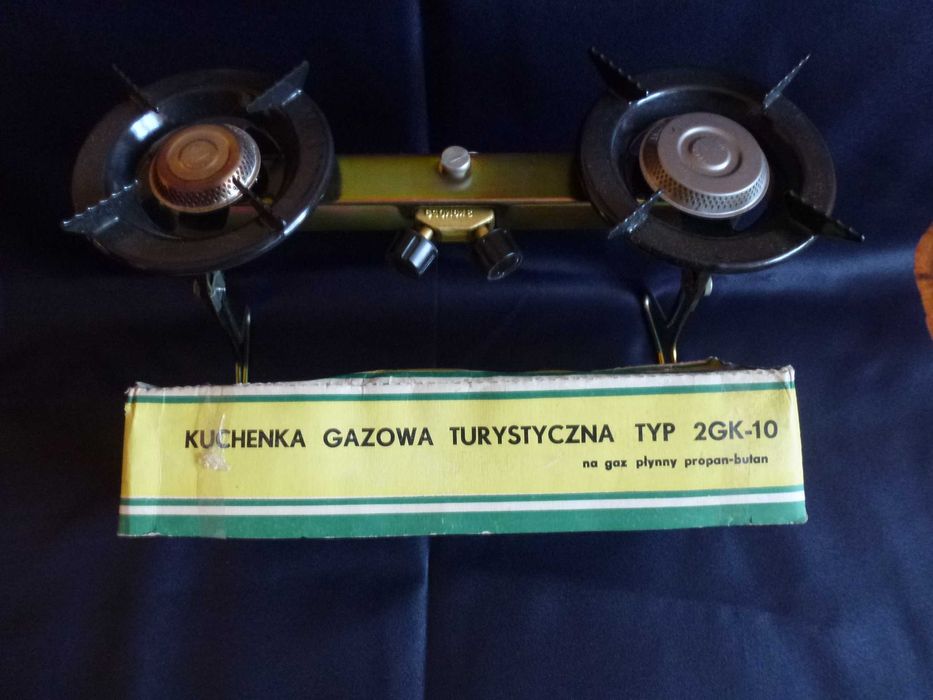 KUCHENKA GAZOWA TURYSTYCZNA TYP 2GK-10
na gaz płynny propan-butan